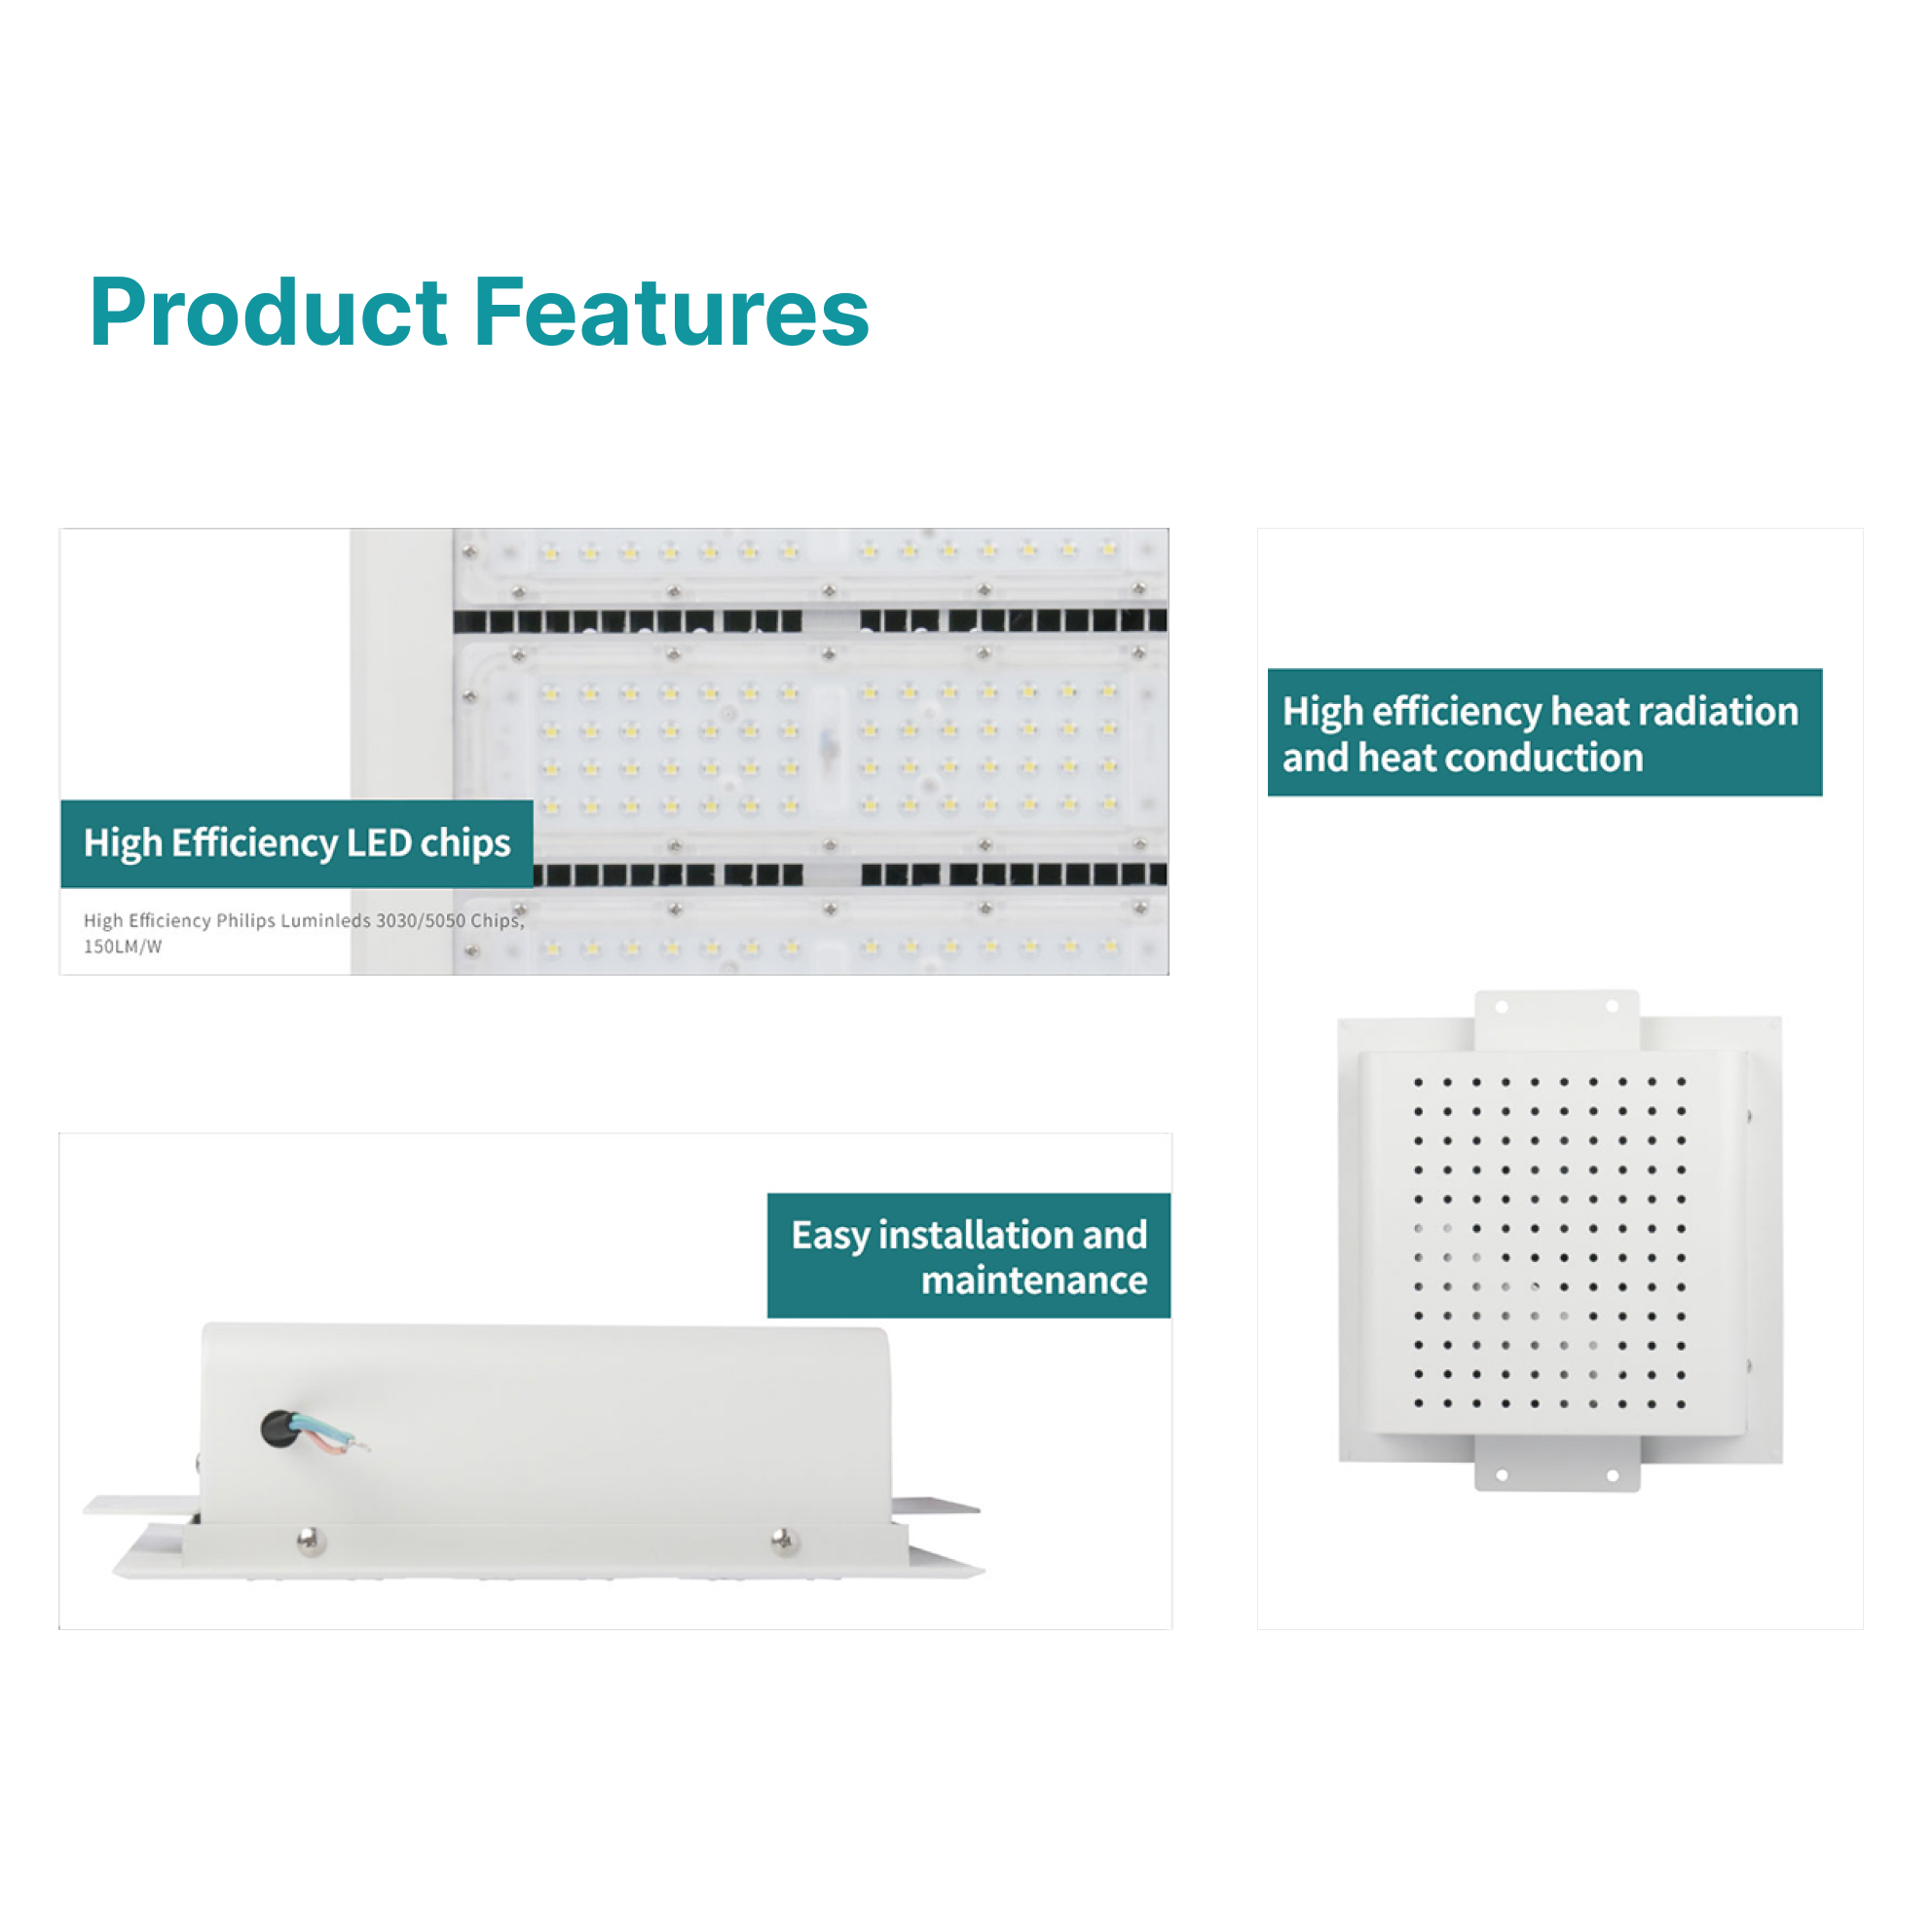 Product Features
High Efficiency LED chips
High Efficiency Philips Luminleds 3030/5050 Chips,
150LM/W
High efficiency heat radiation
and heat conduction
Easy installation and
maintenance